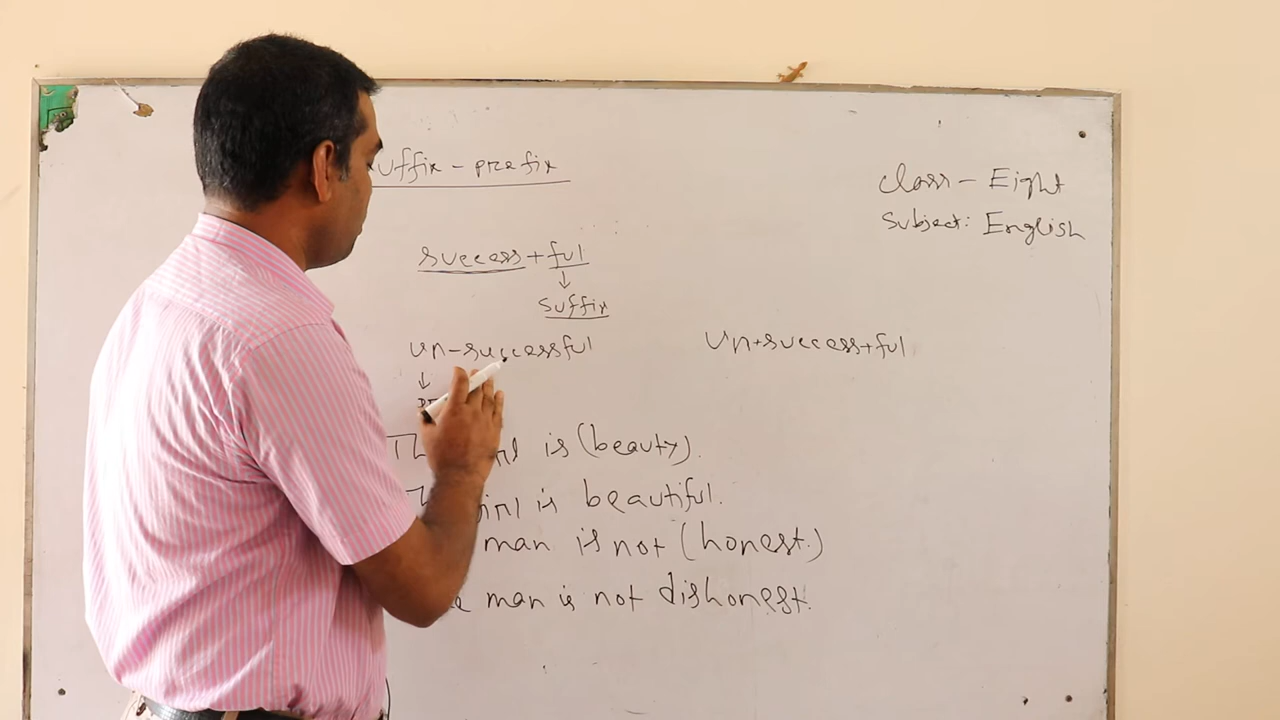 uffix - prefix
Class - Eight
Subject: English
success + ful
↓
suffix
un-successful
un+success+ful
↓
is (beauty).
is beautiful.
man is not (honest.)
man is not dishonest.